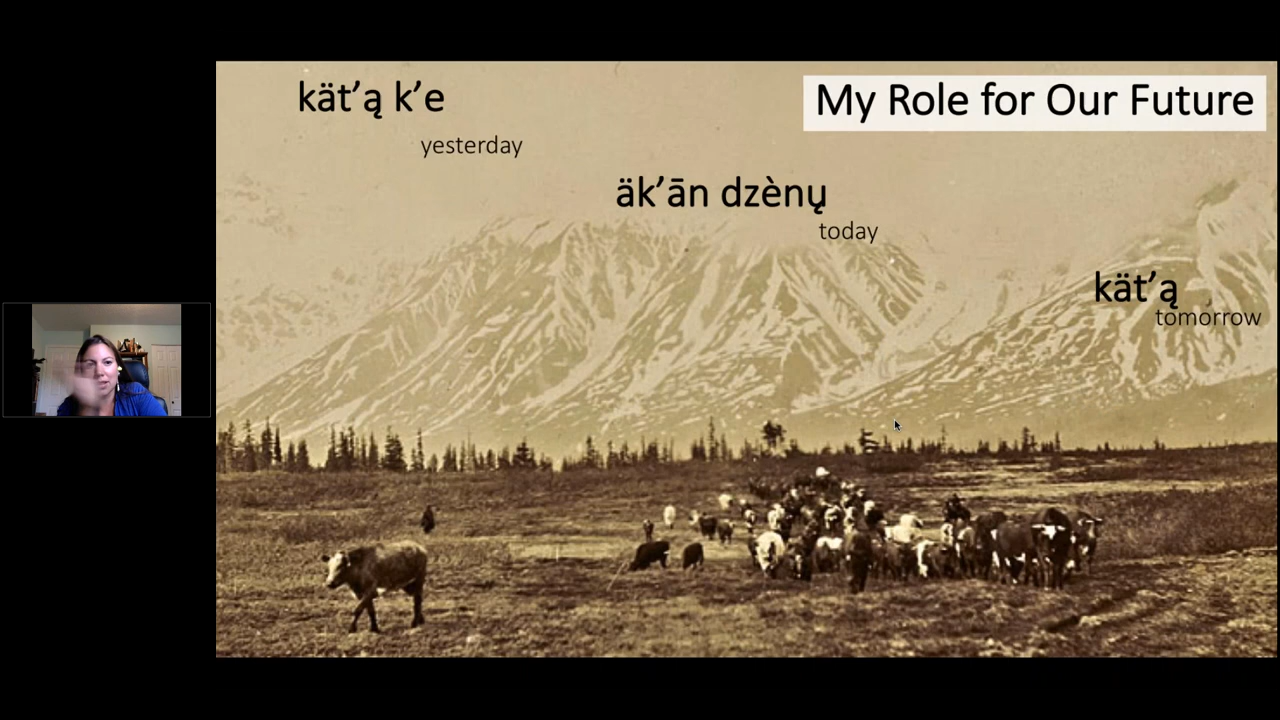 kät’ą k’e
My Role for Our Future
yesterday
äk’ān dzènų
today
kät’ą
tomorrow